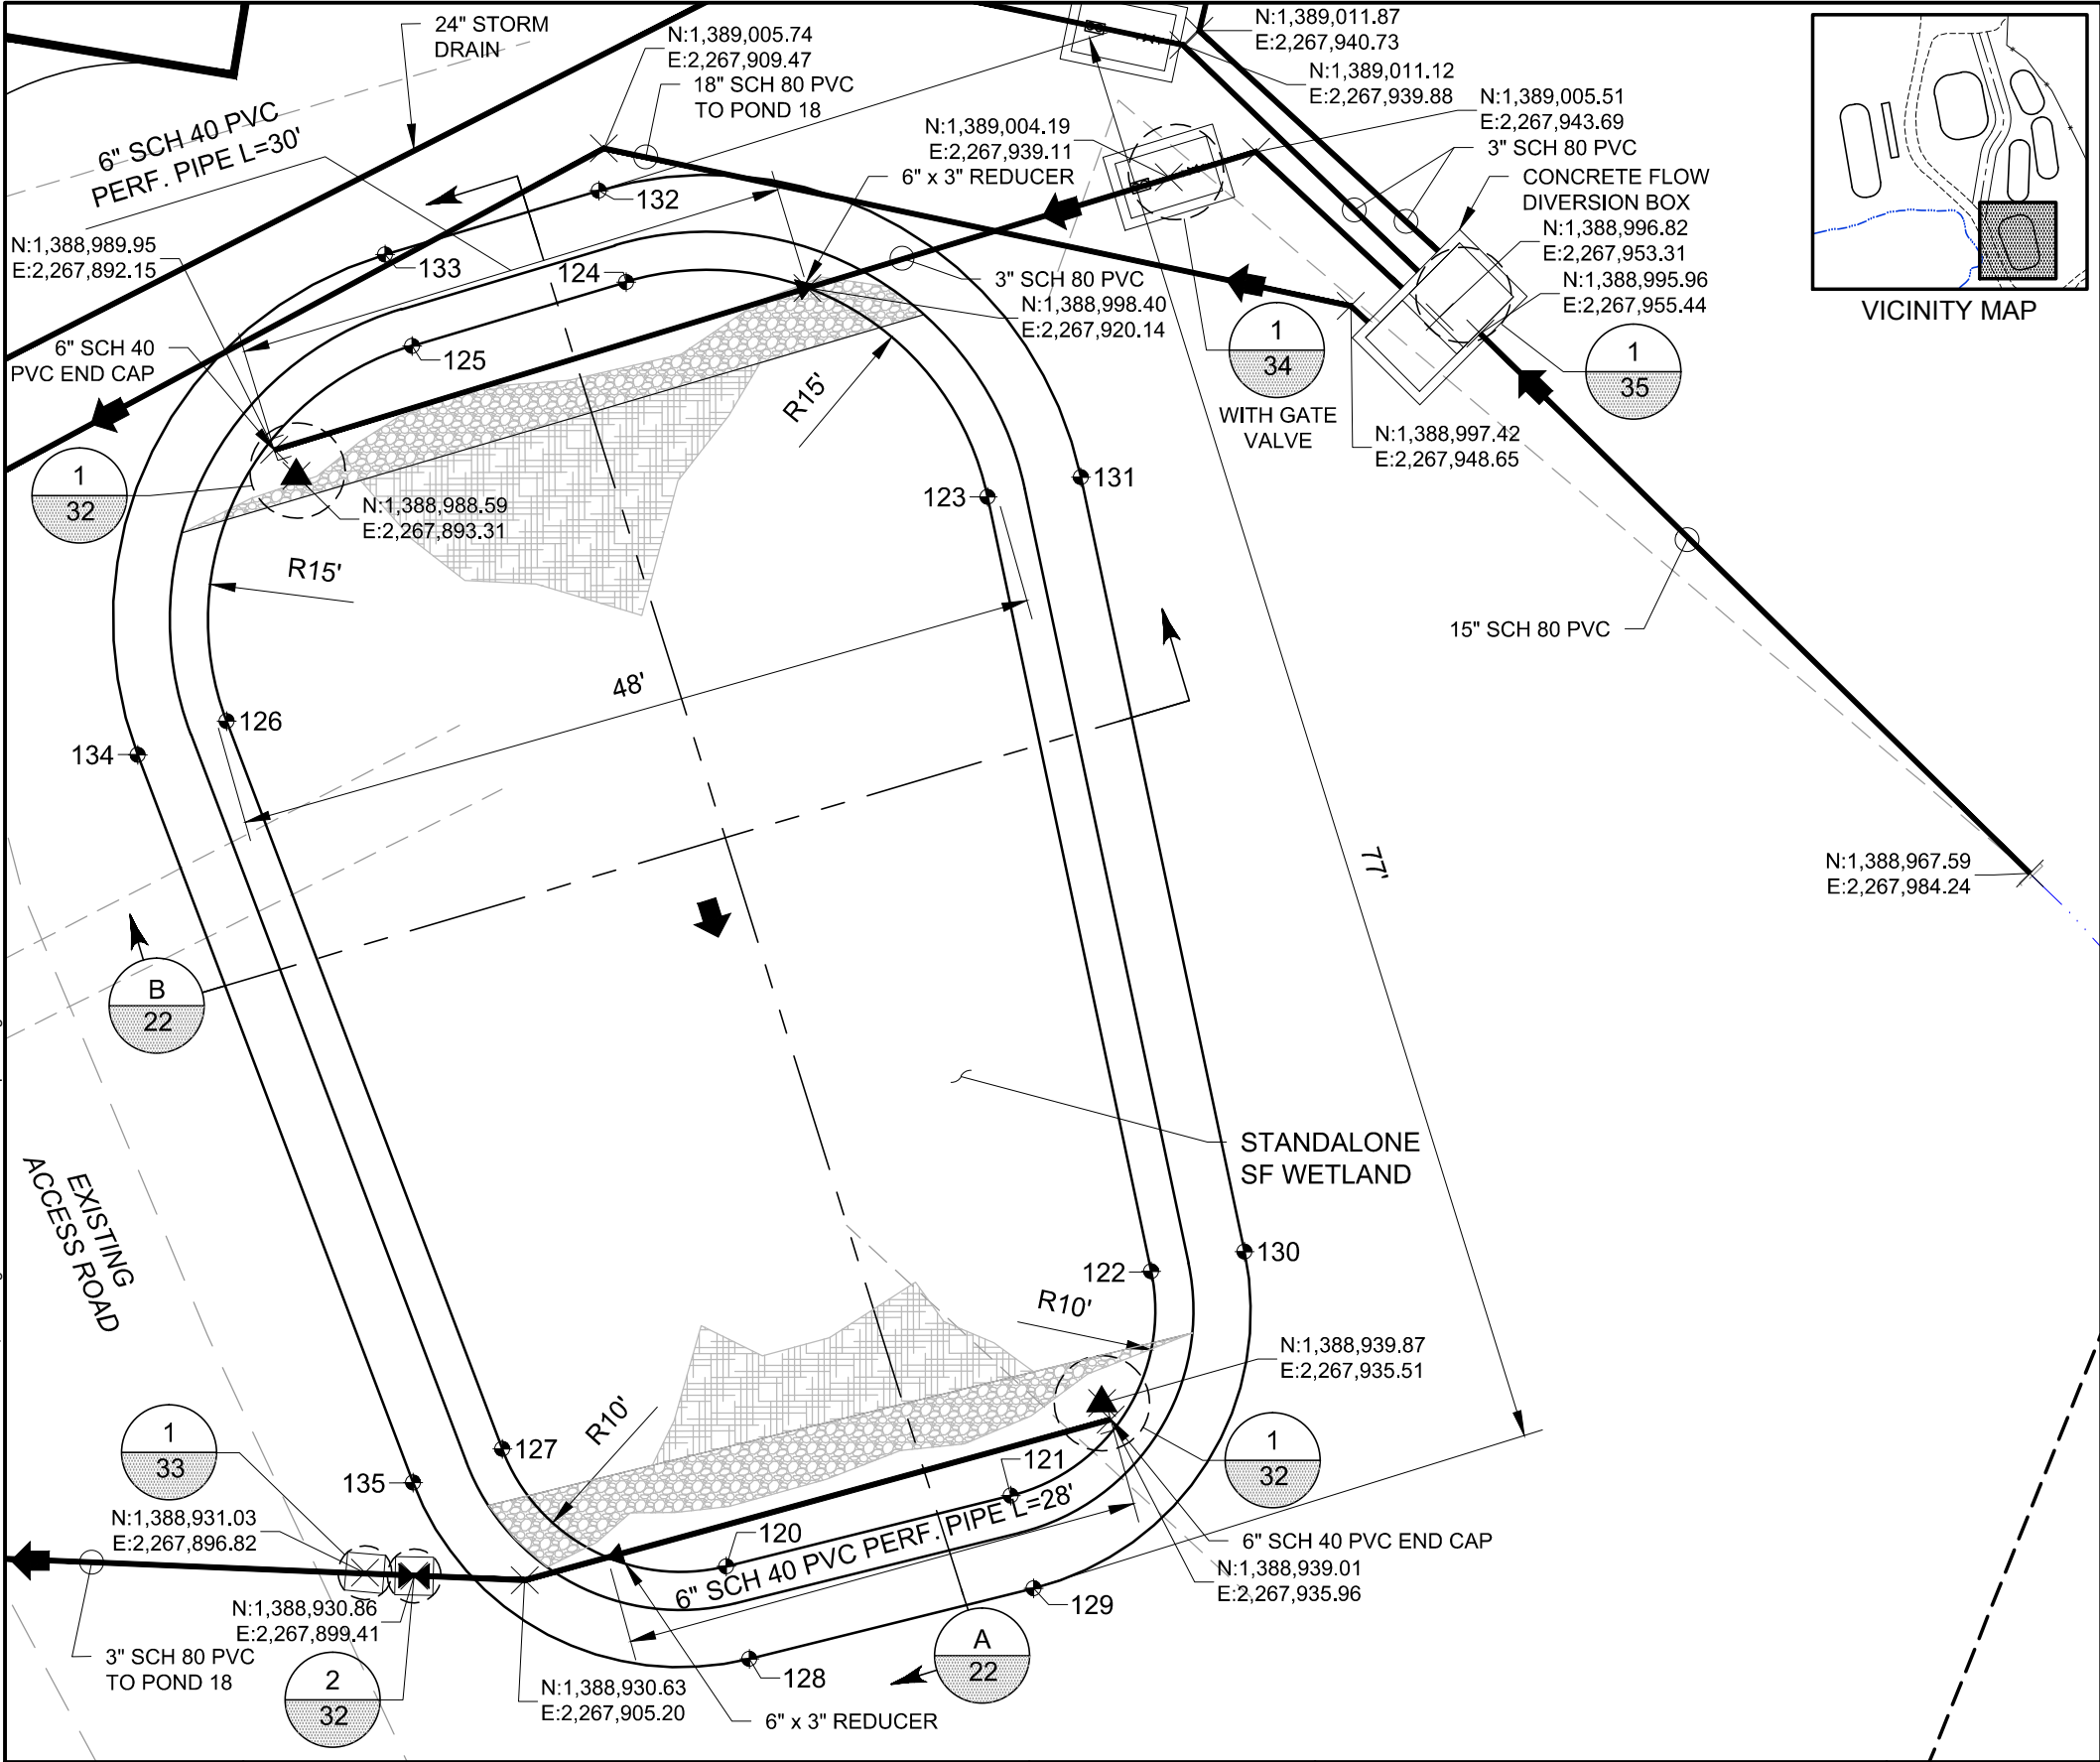 24" STORM
DRAIN
N:1,389,005.74
E:2,267,909.47
18" SCH 80 PVC
TO POND 18
N:1,389,011.87
E:2,267,940.73
N:1,389,011.12
E:2,267,939.88
N:1,389,005.51
E:2,267,943.69
3" SCH 80 PVC
CONCRETE FLOW
DIVERSION BOX
N:1,388,996.82
E:2,267,953.31
N:1,388,995.96
E:2,267,955.44
VICINITY MAP
6" SCH 40 PVC
PERF. PIPE L=30'
N:1,389,004.19
E:2,267,939.11
6" x 3" REDUCER
N:1,388,989.95
E:2,267,892.15
132
133
124
3" SCH 80 PVC
N:1,388,998.40
E:2,267,920.14
6" SCH 40
PVC END CAP
125
R15'
1
34
WITH GATE
VALVE
1
35
N:1,388,997.42
E:2,267,948.65
1
32
N:1,388,988.59
E:2,267,893.31
123
131
R15'
15" SCH 80 PVC
48'
126
134
77'
N:1,388,967.59
E:2,267,984.24
B
22
STANDALONE
SF WETLAND
EXISTING
ACCESS ROAD
130
122
R10'
N:1,388,939.87
E:2,267,935.51
R10'
127
1
33
135
121
1
32
N:1,388,931.03
E:2,267,896.82
120
6" SCH 40 PVC PERF. PIPE L=28'
6" SCH 40 PVC END CAP
N:1,388,939.01
E:2,267,935.96
N:1,388,930.86
E:2,267,899.41
129
3" SCH 80 PVC
TO POND 18
A
22
128
2
32
N:1,388,930.63
E:2,267,905.20
6" x 3" REDUCER